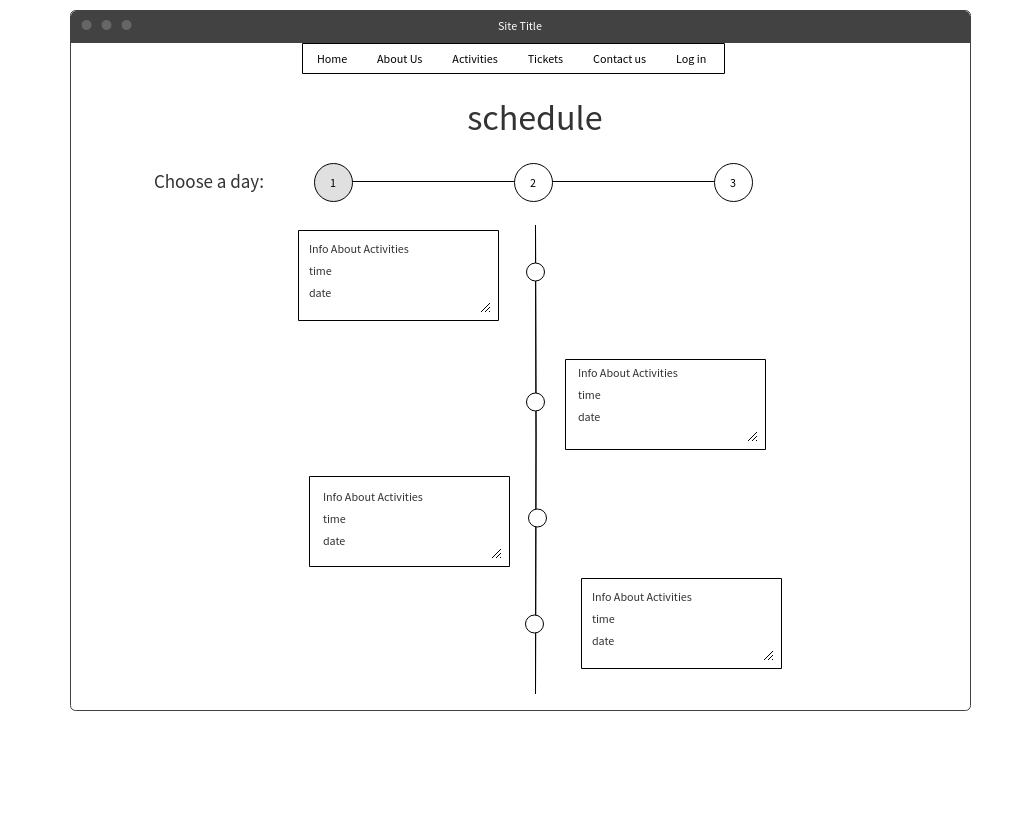 Site Title
Home About Us Activities Tickets Contact us Log in
schedule
Choose a day: 1 2 3
Info About Activities
time
date
Info About Activities
time
date
Info About Activities
time
date
Info About Activities
time
date